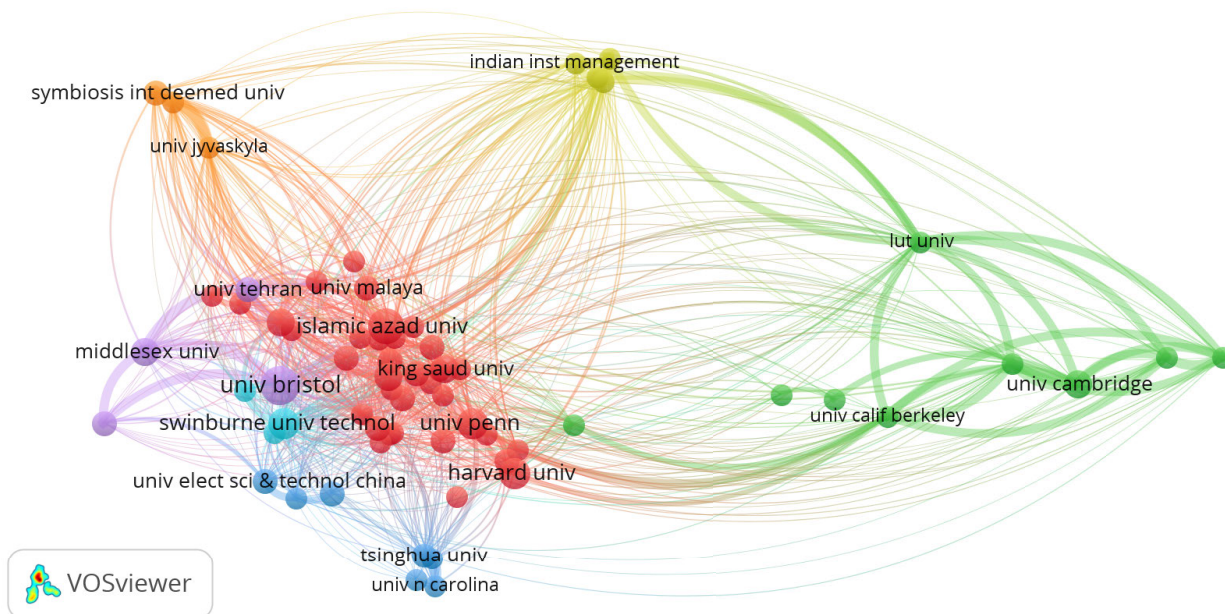 indian inst management
symbiosis int deemed univ
univ jyvaskyla
lut univ
univ tehran
univ malaya
islamic azad univ
middlesex univ
king saud univ
univ bristol
univ cambridge
univ calif berkeley
swinburne univ technol
univ penn
harvard univ
univ elect sci & technol china
tsinghua univ
univ n carolina
VOSviewer